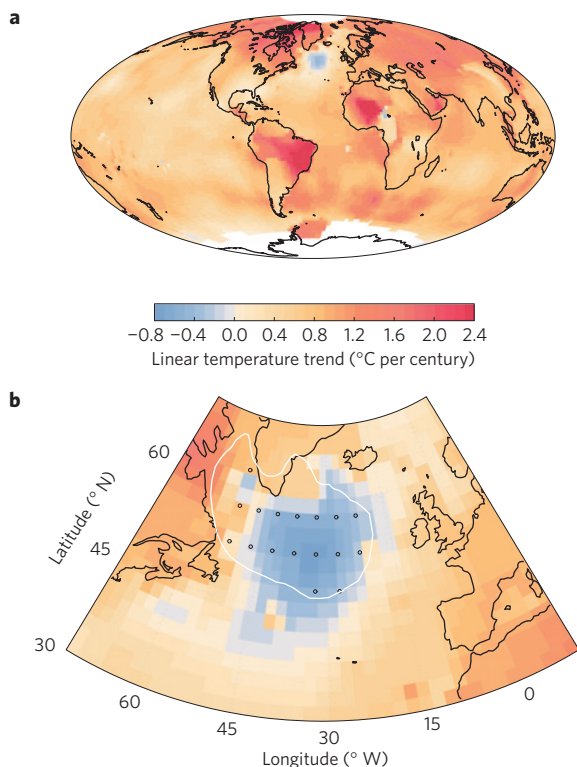 a
−0.8 −0.4 0.0 0.4 0.8 1.2 1.6 2.0 2.4
Linear temperature trend (°C per century)
b
60
45
30
Latitude (° N)
60
45
30
15
0
Longitude (° W)